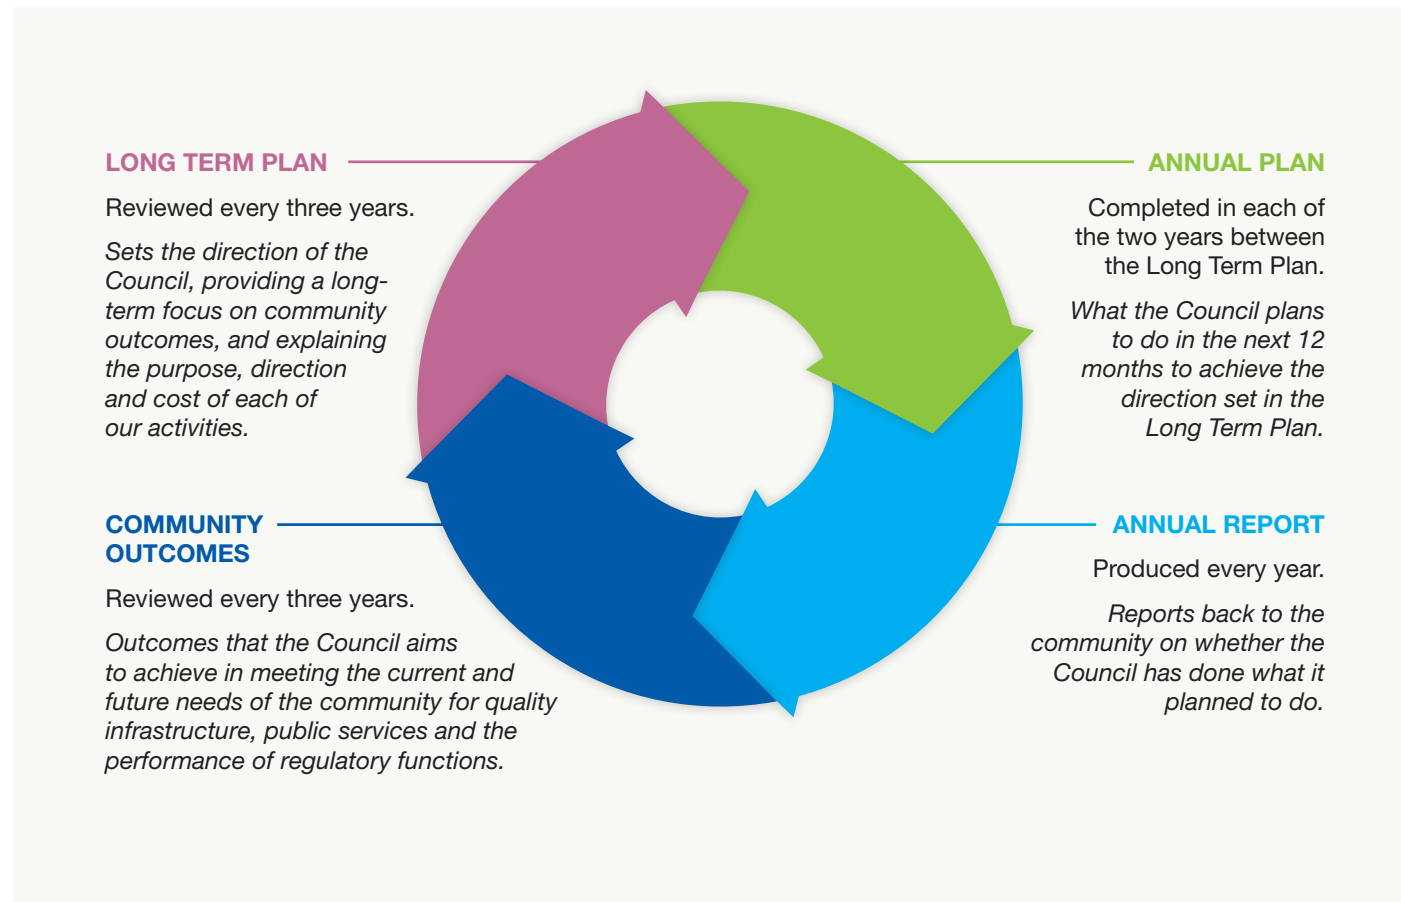 LONG TERM PLAN
Reviewed every three years.
Sets the direction of the
Council, providing a long-
term focus on community
outcomes, and explaining
the purpose, direction
and cost of each of
our activities.
ANNUAL PLAN
Completed in each of
the two years between
the Long Term Plan.
What the Council plans
to do in the next 12
months to achieve the
direction set in the
Long Term Plan.
COMMUNITY
OUTCOMES
Reviewed every three years.
Outcomes that the Council aims
to achieve in meeting the current and
future needs of the community for quality
infrastructure, public services and the
performance of regulatory functions.
ANNUAL REPORT
Produced every year.
Reports back to the
community on whether the
Council has done what it
planned to do.